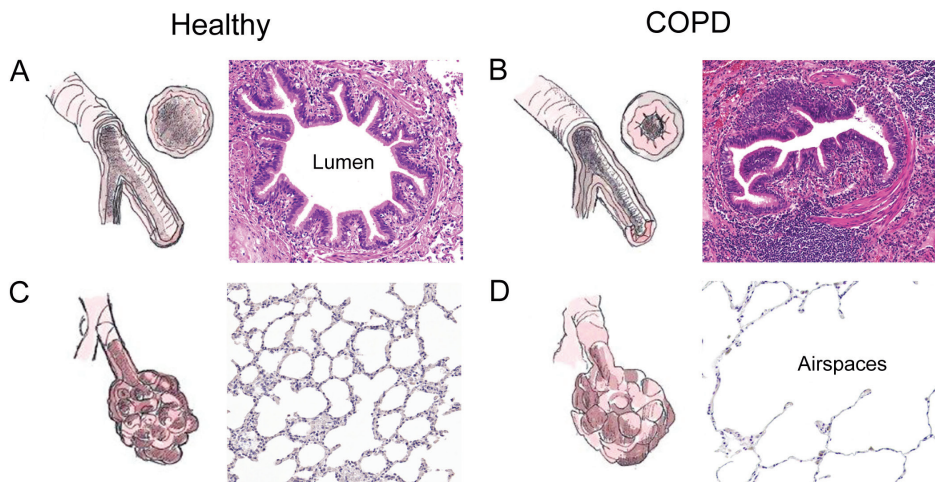 Healthy
COPD
A
Lumen
B
C
D
Airspaces